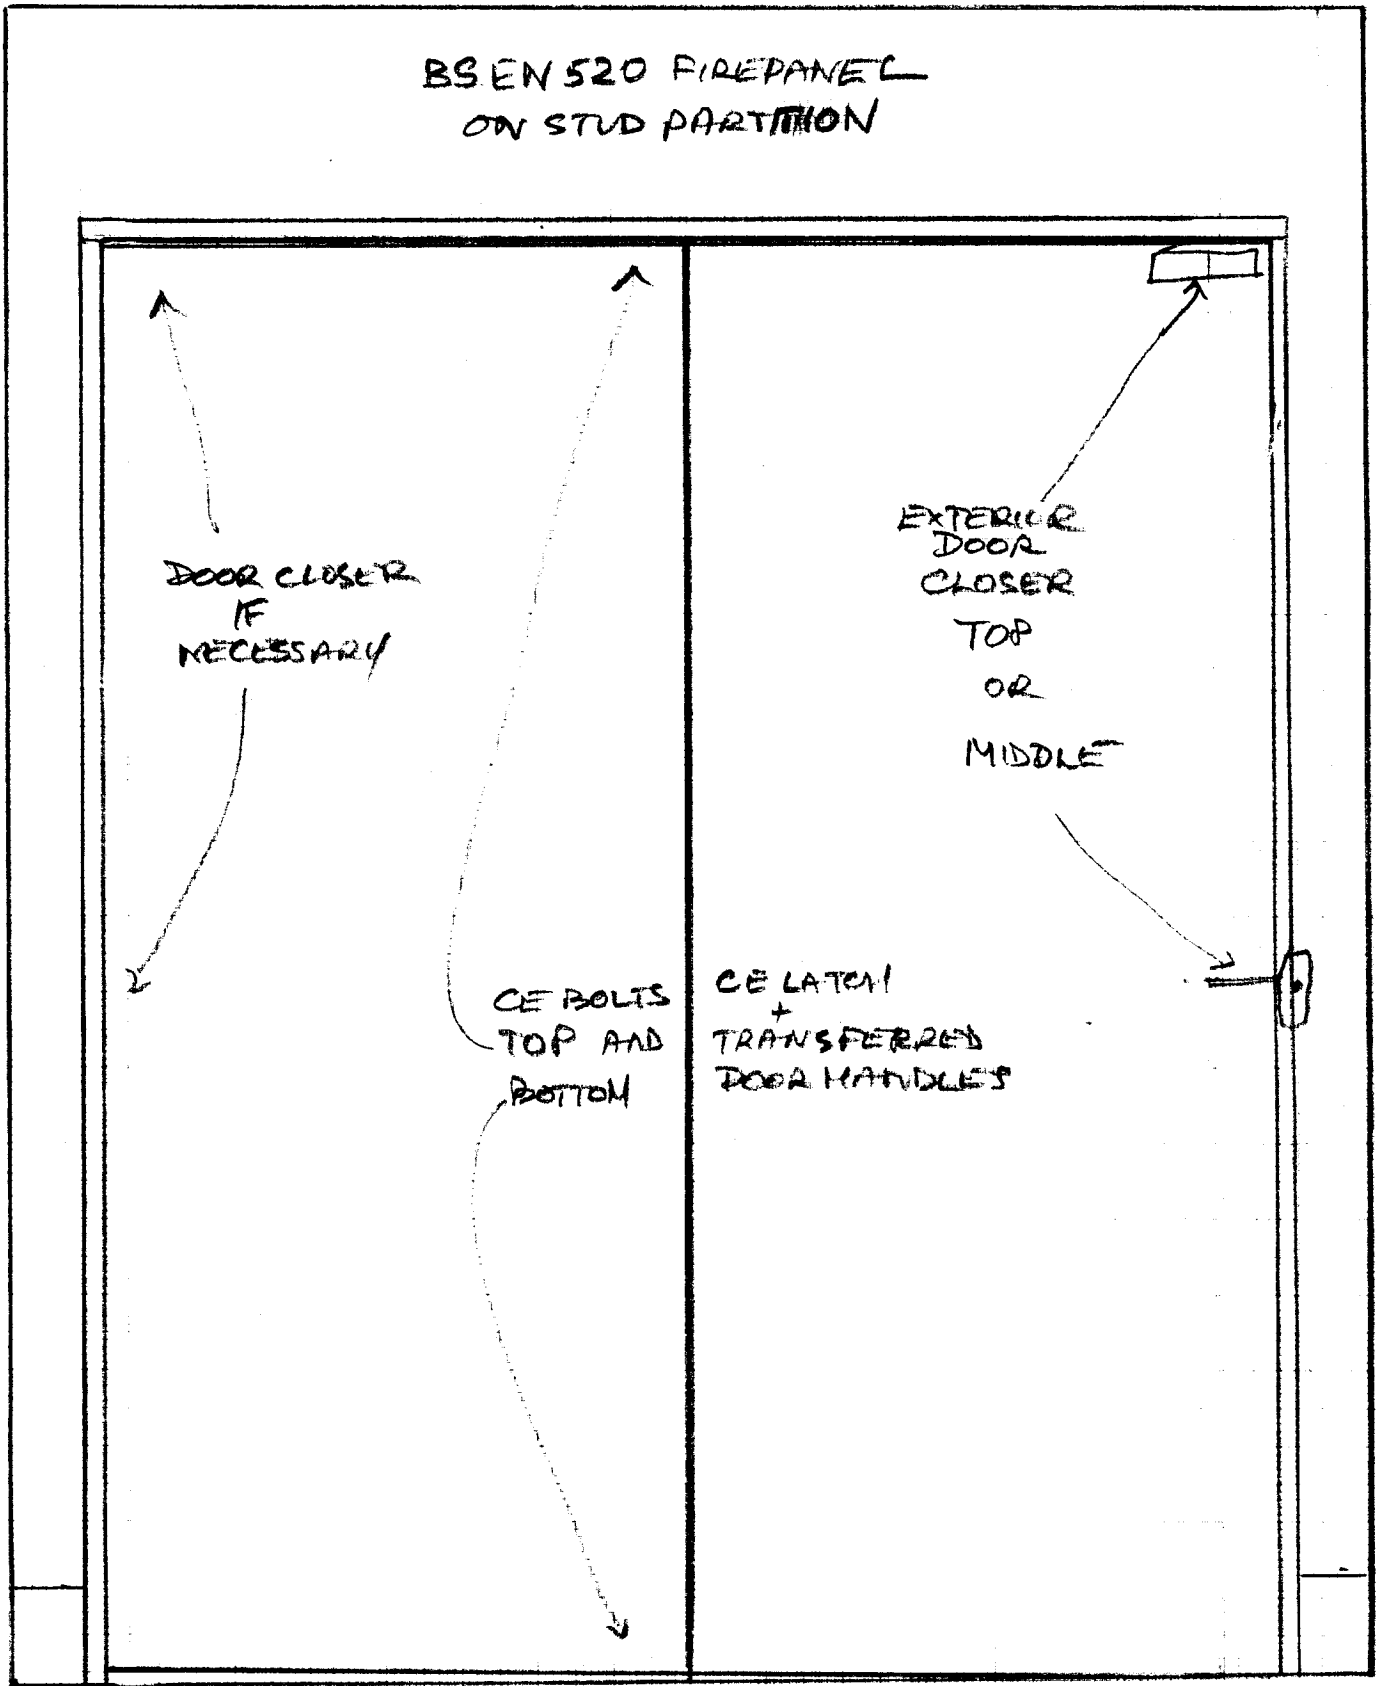 BS EN 520 FIREPANEL
ON STUD PARTITION
DOOR CLOSER
IF
NECESSARY
EXTERIOR
DOOR
CLOSER
TOP
OR
MIDDLE
CE BOLTS
TOP AND
BOTTOM
CE LATCH
+
TRANSFERRED
DOOR HANDLES